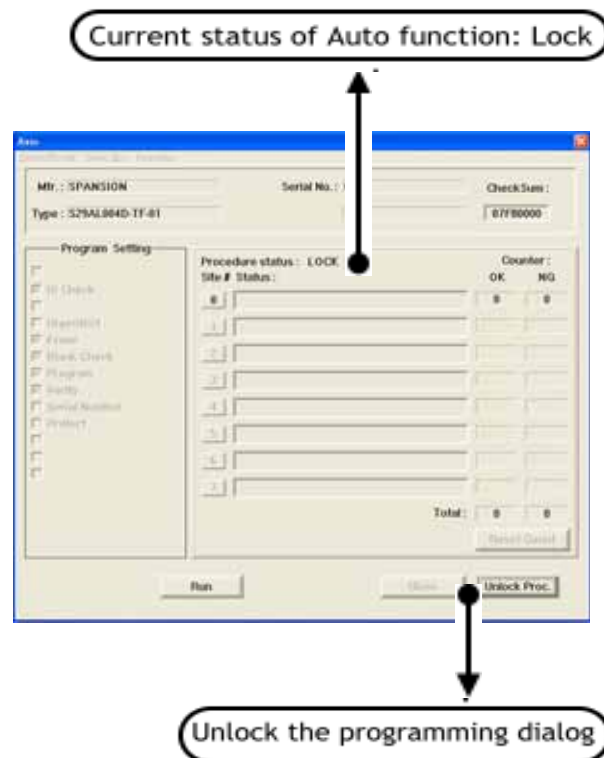 Current status of Auto function: Lock
Auto
Mfr. : SPANSION
Serial No. :
CheckSum :
Type : S29AL004D-TF-01
07FB0000
Program Setting
Procedure status : LOCK
Counter :
Site # Status :
OK NG
ID Check
0 0 0
1
Erase
2
Blank Check
Program
3
Verify
Serial Number
4
Protect
5
6
7
Total : 0 0
Reset Count
Run
Unlock Proc.
Unlock the programming dialog